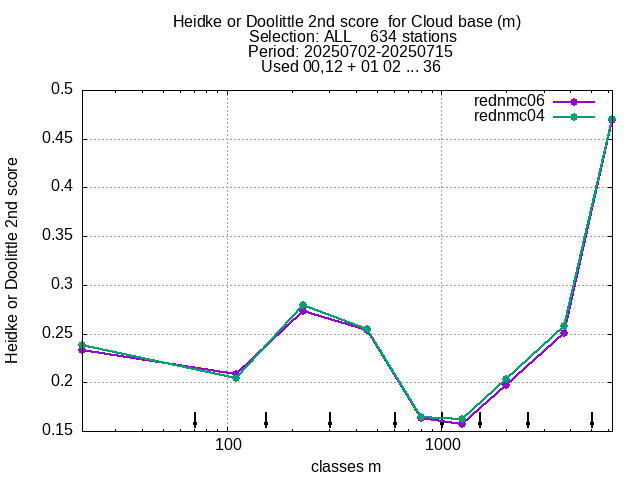 Heidke or Doolittle 2nd score  for Cloud base (m)
Selection: ALL    634 stations
Period: 20250702-20250715
Used 00,12 + 01 02 ... 36
rednmc06
rednmc04
0.5
0.45
0.4
0.35
0.3
0.25
0.2
0.15
Heidke or Doolittle 2nd score
100
1000
classes m